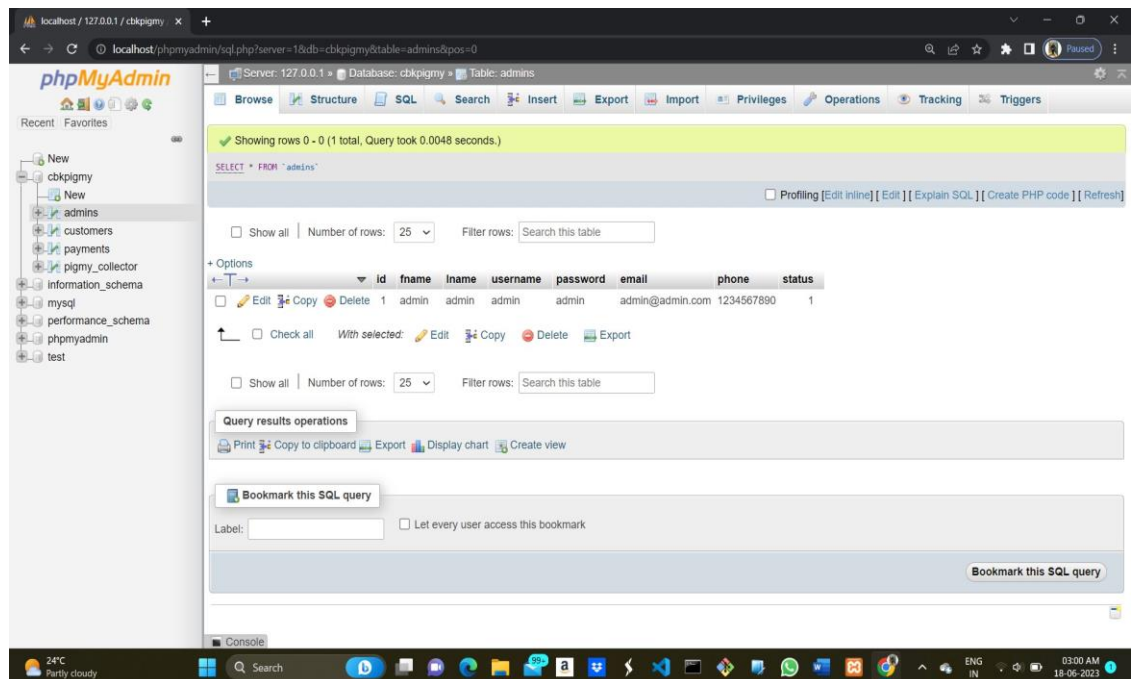 localhost / 127.0.0.1 / cbkpigmy
localhost/phpmyadmin/sql.php?server=1&db=cbkpigmy&table=admins&pos=0
Paused
phpMyAdmin
Recent Favorites
New
cbkpigmy
New
admins
customers
payments
pigmy_collector
information_schema
mysql
performance_schema
phpmyadmin
test
Server: 127.0.0.1 » Database: cbkpigmy » Table: admins
Browse Structure SQL Search Insert Export Import Privileges Operations Tracking Triggers
Showing rows 0 - 0 (1 total, Query took 0.0048 seconds.)
SELECT * FROM `admins`
Profiling [Edit inline] [ Edit ] [ Explain SQL ] [ Create PHP code ] [ Refresh]
Show all Number of rows: 25 Filter rows: Search this table
+ Options
id fname lname username password email phone status
Edit Copy Delete 1 admin admin admin admin admin@admin.com 1234567890 1
Check all With selected: Edit Copy Delete Export
Show all Number of rows: 25 Filter rows: Search this table
Query results operations
Print Copy to clipboard Export Display chart Create view
Bookmark this SQL query
Label: Let every user access this bookmark
Bookmark this SQL query
Console
24°C
Partly cloudy
Search
99+
ENG
IN
03:00 AM
18-06-2023
1